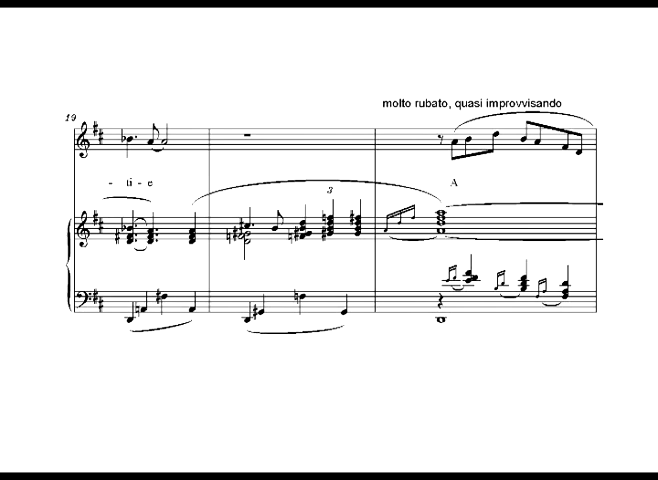 molto rubato, quasi improvvisando
19
- ti - e A
3